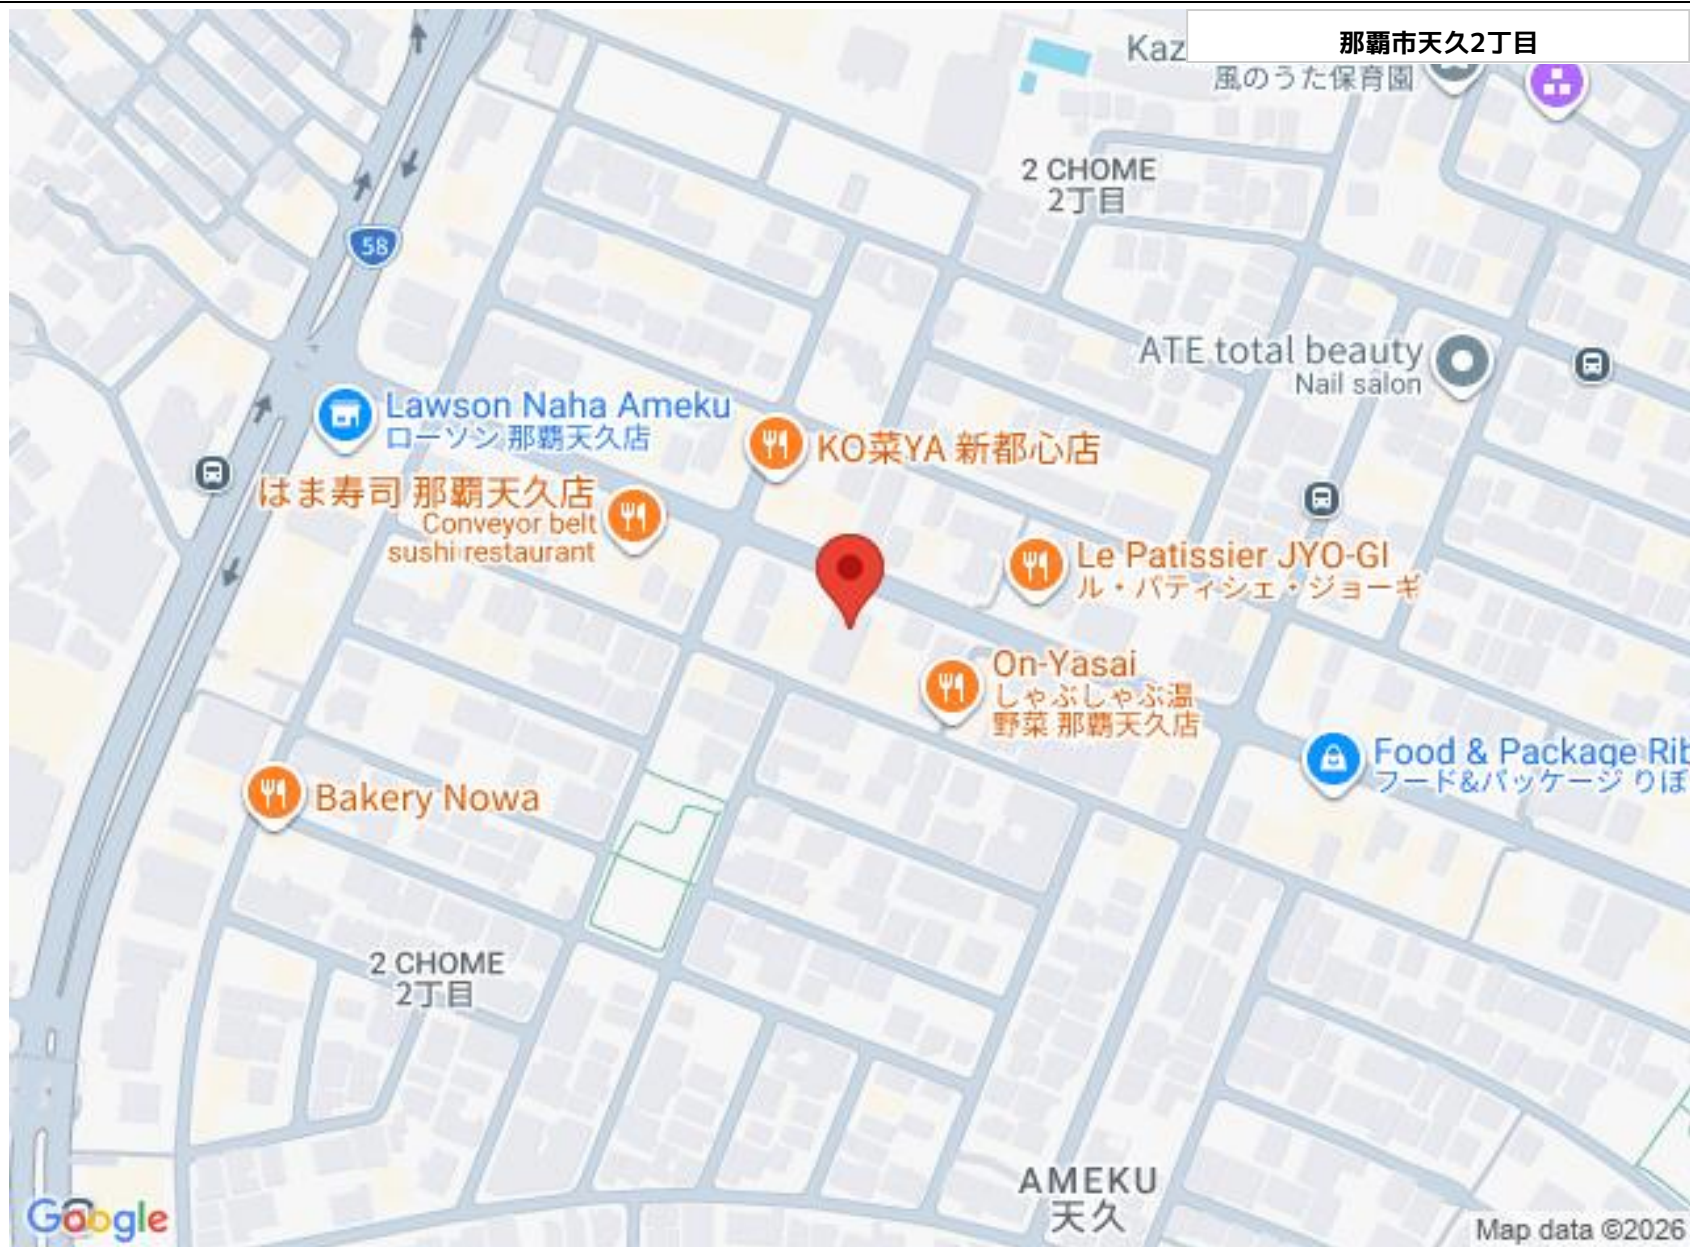 那覇市天久2丁目
Kaz
風のうた保育園
2 CHOME
2丁目
58
ATE total beauty
Nail salon
Lawson Naha Ameku
ローソン 那覇天久店
KO菜YA 新都心店
はま寿司 那覇天久店
Conveyor belt
sushi restaurant
Le Patissier JYO-GI
ル・パティシェ・ジョーギ
On-Yasai
しゃぶしゃぶ温
野菜 那覇天久店
Food & Package Rib
フード&パッケージ りぼ
Bakery Nowa
2 CHOME
2丁目
AMEKU
天久
Google
Map data ©2026